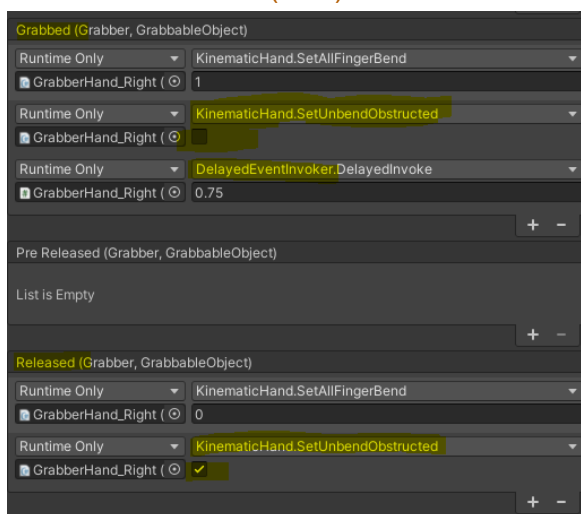 Grabbed (Grabber, GrabbableObject)
Runtime Only KinematicHand.SetAllFingerBend
GrabberHand_Right ( 1
Runtime Only KinematicHand.SetUnbendObstructed
GrabberHand_Right (
Runtime Only DelayedEventInvoker.DelayedInvoke
GrabberHand_Right ( 0.75
+ -
Pre Released (Grabber, GrabbableObject)
List is Empty
+ -
Released (Grabber, GrabbableObject)
Runtime Only KinematicHand.SetAllFingerBend
GrabberHand_Right ( 0
Runtime Only KinematicHand.SetUnbendObstructed
GrabberHand_Right (
+ -